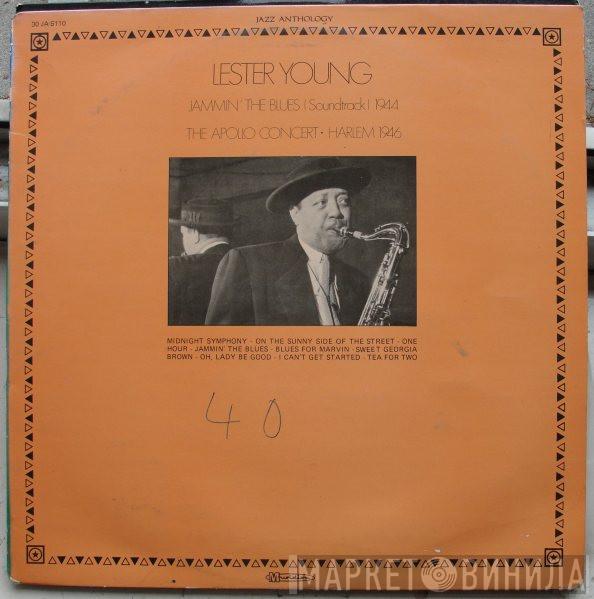 JAZZ ANTHOLOGY
30 JA-5110
LESTER YOUNG
JAMMIN' THE BLUES (Soundtrack) 1944
THE APOLLO CONCERT • HARLEM 1946
MIDNIGHT SYMPHONY - ON THE SUNNY SIDE OF THE STREET - ONE
HOUR - JAMMIN' THE BLUES - BLUES FOR MARVIN - SWEET GEORGIA
BROWN - OH, LADY BE GOOD - I CAN'T GET STARTED - TEA FOR TWO
40
МАРКЕТ ВИНИЛА